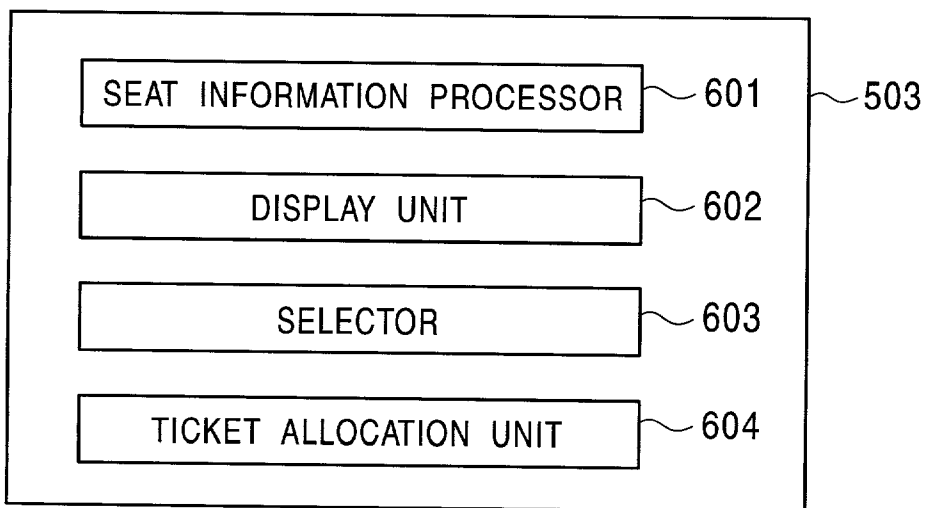 SEAT INFORMATION PROCESSOR 601
503
DISPLAY UNIT 602
SELECTOR 603
TICKET ALLOCATION UNIT 604